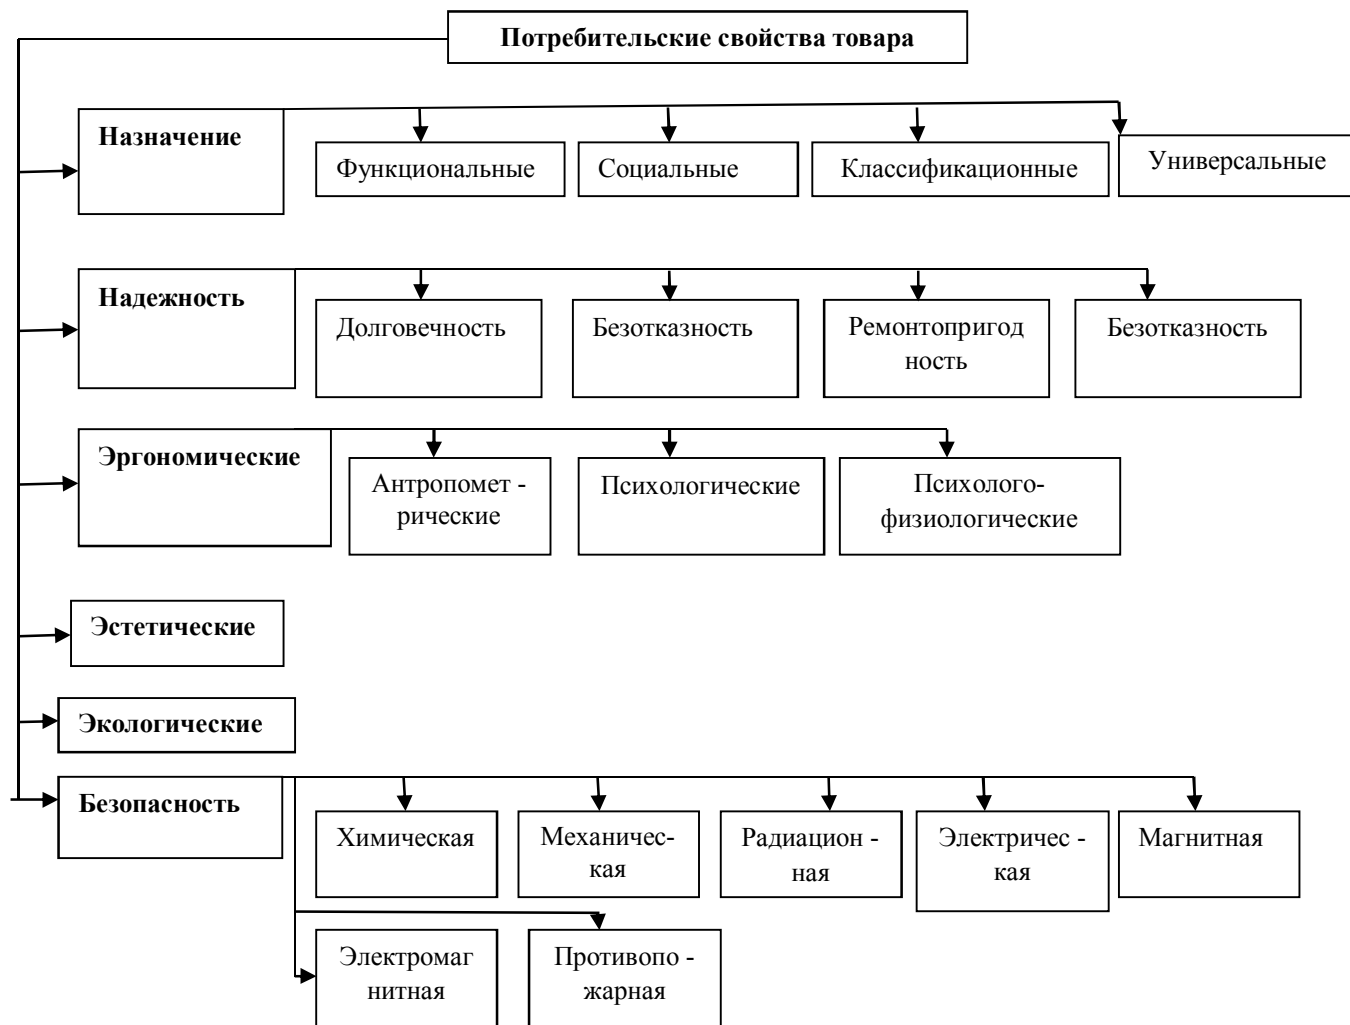 Потребительские свойства товара
Назначение
Функциональные
Социальные
Классификационные
Универсальные
Надежность
Долговечность
Безотказность
Ремонтопригод
ность
Безотказность
Эргономические
Антропомет -
рические
Психологические
Психолого-
физиологические
Эстетические
Экологические
Безопасность
Химическая
Механичес-
кая
Радиацион -
ная
Электричес -
кая
Магнитная
Электромаг
нитная
Противопо -
жарная